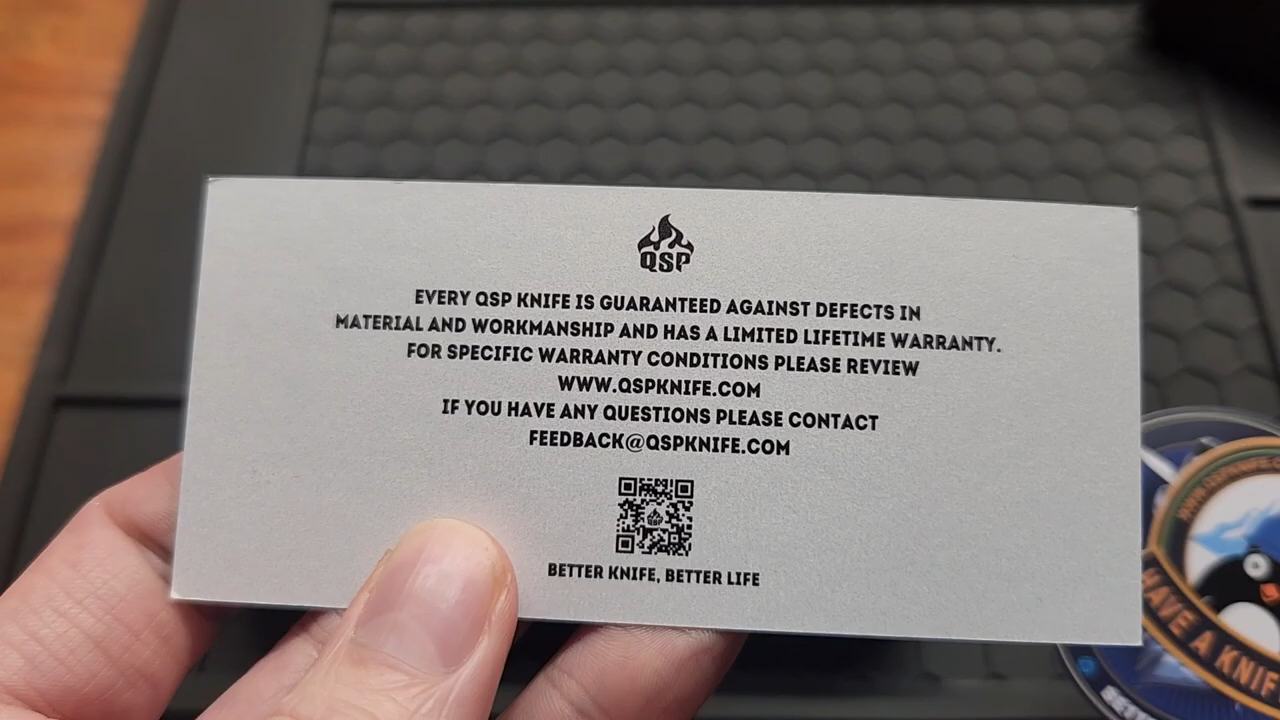 QSP
EVERY QSP KNIFE IS GUARANTEED AGAINST DEFECTS IN
MATERIAL AND WORKMANSHIP AND HAS A LIMITED LIFETIME WARRANTY.
FOR SPECIFIC WARRANTY CONDITIONS PLEASE REVIEW
WWW.QSPKNIFE.COM
IF YOU HAVE ANY QUESTIONS PLEASE CONTACT
FEEDBACK@QSPKNIFE.COM
QSP
BETTER KNIFE, BETTER LIFE
HAVE A KNIF